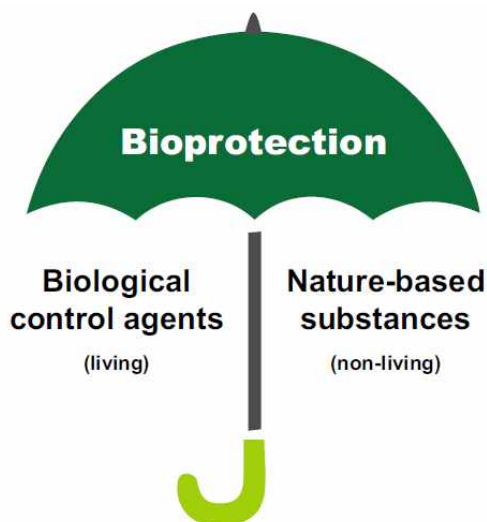 Bioprotection
Biological
control agents
(living)
Nature-based
substances
(non-living)